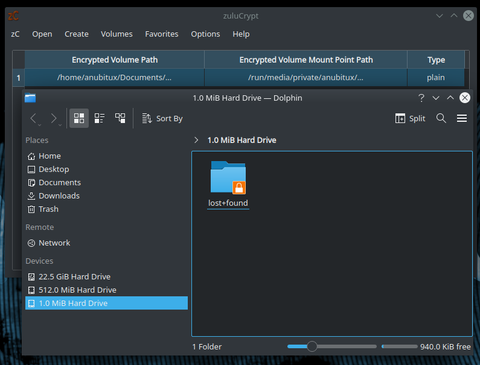 zuluCrypt
zC Open Create Volumes Favorites Options Help
Encrypted Volume Path Encrypted Volume Mount Point Path Type
1 /home/anubitux/Documents/... /run/media/private/anubitux/... plain
1.0 MiB Hard Drive — Dolphin
Sort By Split
Places
Home
Desktop
Documents
Downloads
Trash
Remote
Network
Devices
22.5 GiB Hard Drive
512.0 MiB Hard Drive
1.0 MiB Hard Drive
1.0 MiB Hard Drive
lost+found
1 Folder 940.0 KiB free